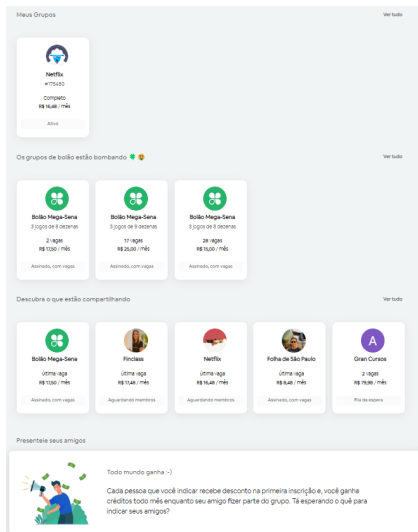 Meus Grupos
Ver tudo
Netflix
#175480
Completo
R$ 16,48 / mês
Ativo
Os grupos de bolão estão bombando
Ver tudo
Bolão Mega-Sena
3 jogos de 8 dezenas
2 vagas
R$ 17,50 / mês
Assinado, com vagas
Bolão Mega-Sena
5 jogos de 9 dezenas
17 vagas
R$ 25,00 / mês
Assinado, com vagas
Bolão Mega-Sena
3 jogos de 8 dezenas
28 vagas
R$ 15,00 / mês
Assinado, com vagas
Descubra o que estão compartilhando
Ver tudo
Bolão Mega-Sena
Última vaga
R$ 17,50 / mês
Assinado, com vagas
Finclass
Última vaga
R$ 17,48 / mês
Aguardando membros
Netflix
Última vaga
R$ 16,48 / mês
Aguardando membros
Folha de São Paulo
Última vaga
R$ 8,48 / mês
Assinado, com vagas
A
Gran Cursos
2 vagas
R$ 79,98 / mês
Fila de espera
Presenteie seus amigos
Todo mundo ganha :-)
Cada pessoa que você indicar recebe desconto na primeira inscrição e, você ganha
créditos todo mês enquanto seu amigo fizer parte do grupo. Tá esperando o quê para
indicar seus amigos?